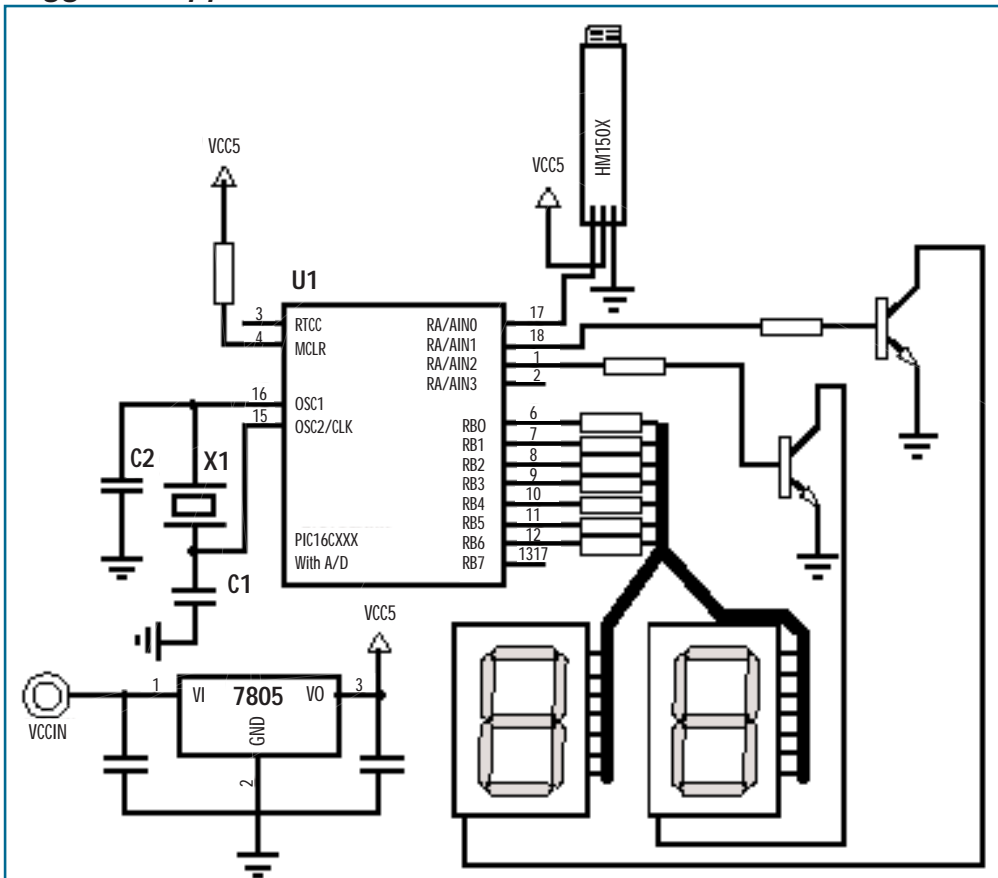 VCC5
HM150X
VCC5
U1
3
RTCC
4
MCLR
16
OSC1
15
OSC2/CLK
RA/AIN0
17
RA/AIN1
18
RA/AIN2
1
RA/AIN3
2
RB0
6
RB1
7
RB2
8
RB3
9
RB4
10
RB5
11
RB6
12
RB7
1317
PIC16CXXX
With A/D
C2
X1
C1
VCC5
VCCIN
1
VI
7805
VO
3
GND
2